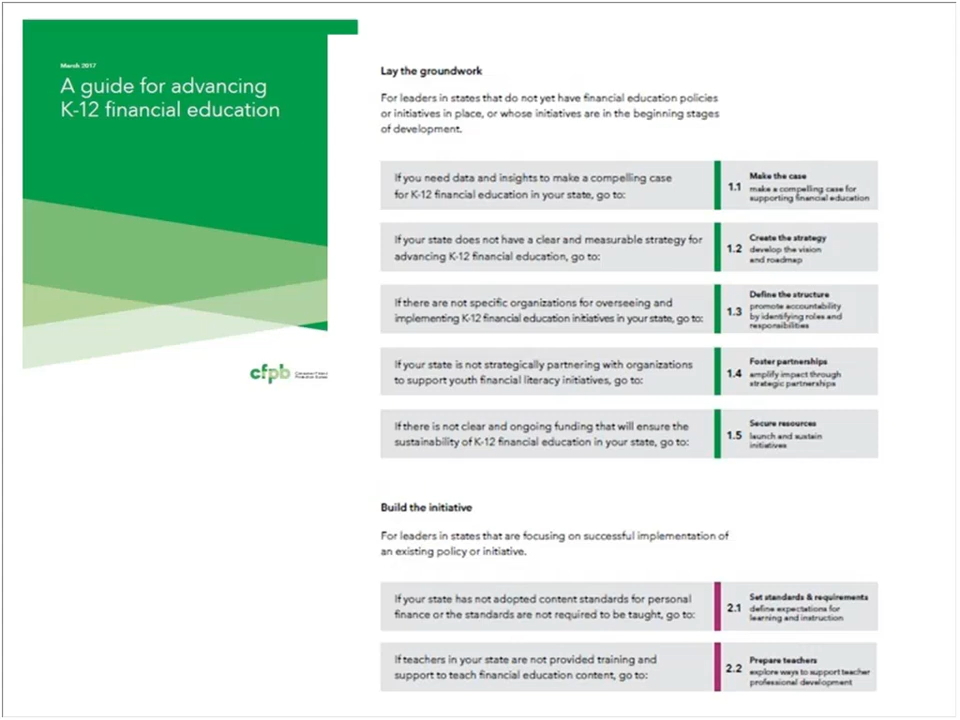 March 2017
A guide for advancing
K-12 financial education
cfpb
Lay the groundwork
For leaders in states that do not yet have financial education policies
or initiatives in place, or whose initiatives are in the beginning stages
of development.
If you need data and insights to make a compelling case
for K-12 financial education in your state, go to:
1.1
Make the case
make a compelling case for
supporting financial education
If your state does not have a clear and measurable strategy for
advancing K-12 financial education, go to:
1.2
Create the strategy
develop the vision
and roadmap
If there are not specific organizations for overseeing and
implementing K-12 financial education initiatives in your state, go to:
1.3
Define the structure
promote accountability
by identifying roles and
responsibilities
If your state is not strategically partnering with organizations
to support youth financial literacy initiatives, go to:
1.4
Foster partnerships
amplify impact through
strategic partnerships
If there is not clear and ongoing funding that will ensure the
sustainability of K-12 financial education in your state, go to:
1.5
Secure resources
launch and sustain
initiatives
Build the initiative
For leaders in states that are focusing on successful implementation of
an existing policy or initiative.
If your state has not adopted content standards for personal
finance or the standards are not required to be taught, go to:
2.1
Set standards & requirements
define expectations for
learning and instruction
If teachers in your state are not provided training and
support to teach financial education content, go to:
2.2
Prepare teachers
explore ways to support teacher
professional development